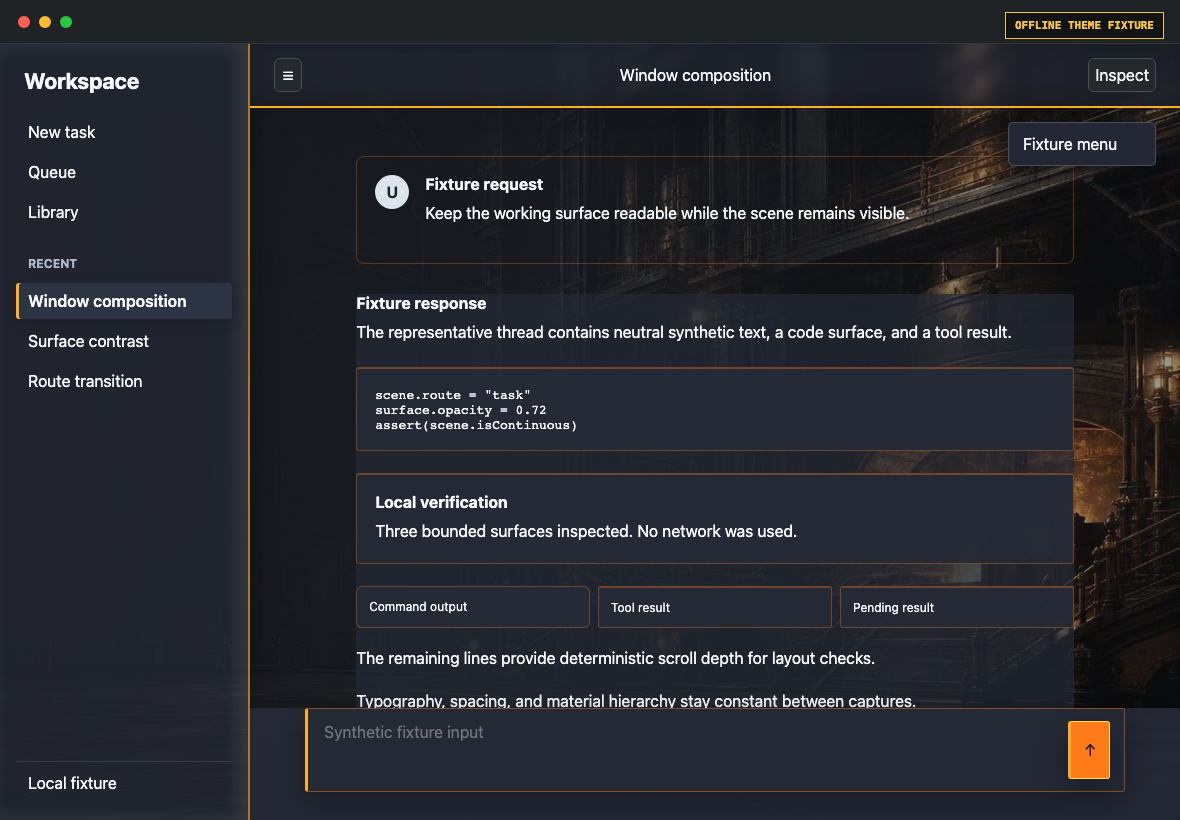 OFFLINE THEME FIXTURE
Workspace
New task
Queue
Library
RECENT
Window composition
Surface contrast
Route transition
Local fixture
≡
Window composition
Inspect
Fixture menu
U
Fixture request
Keep the working surface readable while the scene remains visible.
Fixture response
The representative thread contains neutral synthetic text, a code surface, and a tool result.
scene.route = "task"
surface.opacity = 0.72
assert(scene.isContinuous)
Local verification
Three bounded surfaces inspected. No network was used.
Command output
Tool result
Pending result
The remaining lines provide deterministic scroll depth for layout checks.
Typography, spacing, and material hierarchy stay constant between captures.
Synthetic fixture input
↑